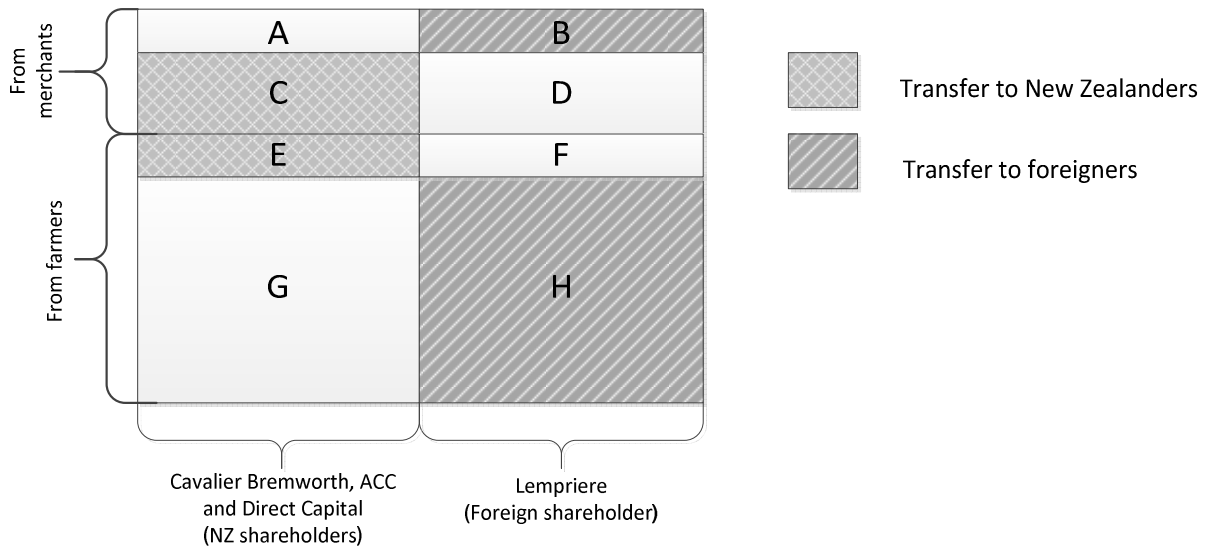 From
merchants
A
B
C
D
E
F
From farmers
G
H
Transfer to New Zealanders
Transfer to foreigners
Cavalier Bremworth, ACC
and Direct Capital
(NZ shareholders)
Lempriere
(Foreign shareholder)